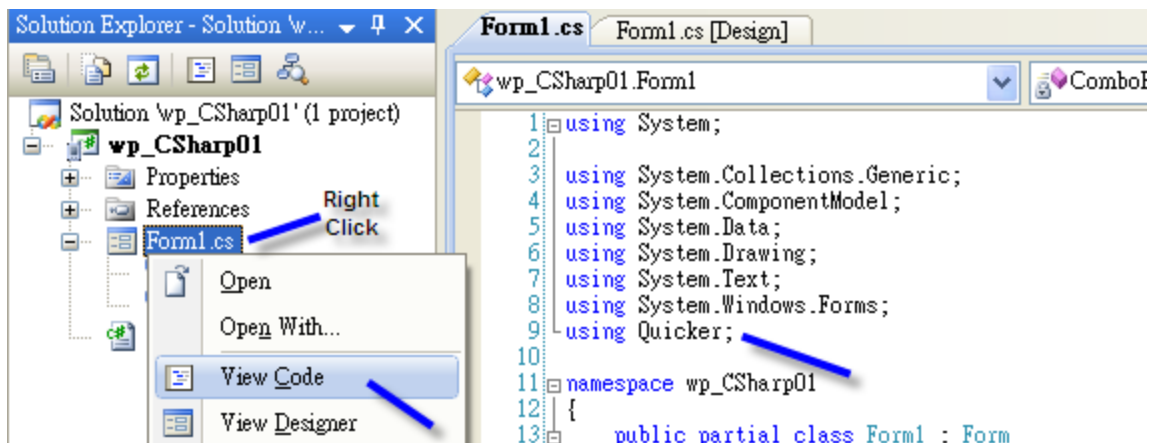 Solution Explorer - Solution 'w...
Solution 'wp_CSharp01' (1 project)
wp_CSharp01
Properties
References
Form1.cs
Right
Click
Open
Open With...
View Code
View Designer
Form1.cs
Form1.cs [Design]
wp_CSharp01.Form1
1 using System;
2
3 using System.Collections.Generic;
4 using System.ComponentModel;
5 using System.Data;
6 using System.Drawing;
7 using System.Text;
8 using System.Windows.Forms;
9 using Quicker;
10
11 namespace wp_CSharp01
12 {
13 public partial class Form1 : Form